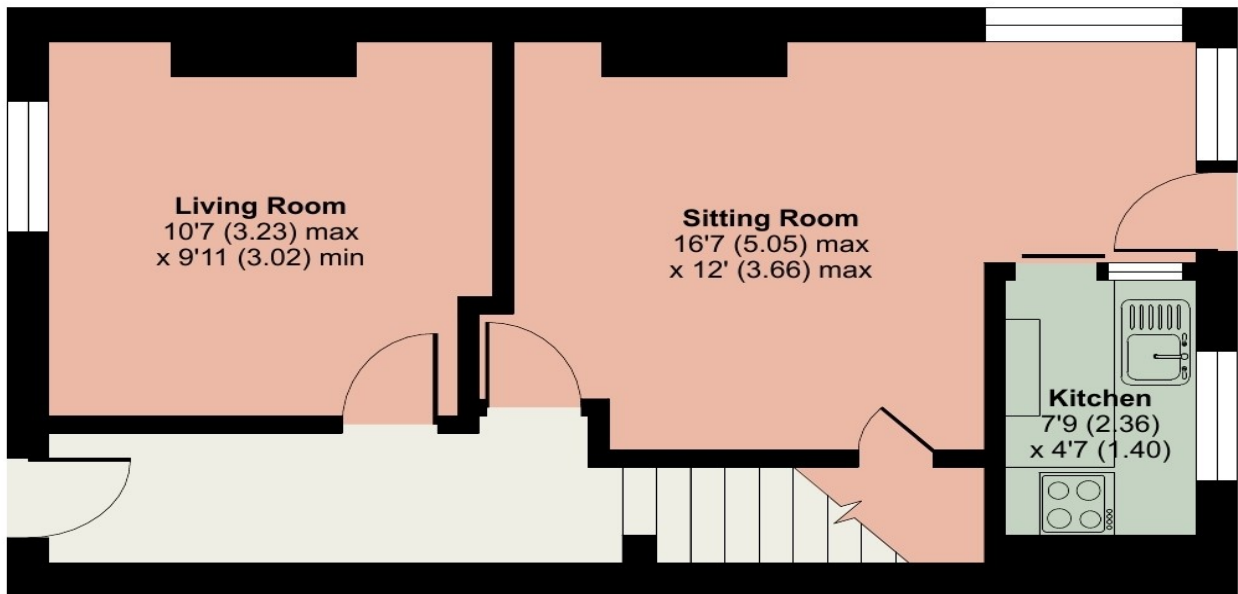 Living Room
10'7 (3.23) max
x 9'11 (3.02) min
Sitting Room
16'7 (5.05) max
x 12' (3.66) max
Kitchen
7'9 (2.36)
x 4'7 (1.40)